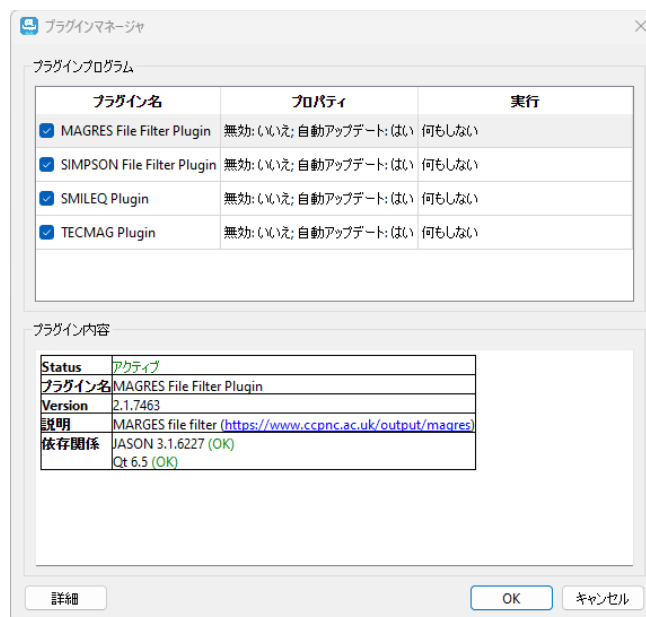 プラグインマネージャ
プラグインプログラム
プラグイン名 プロパティ 実行
MAGRES File Filter Plugin 無効: いいえ; 自動アップデート: はい 何もしない
SIMPSON File Filter Plugin 無効: いいえ; 自動アップデート: はい 何もしない
SMILEQ Plugin 無効: いいえ; 自動アップデート: はい 何もしない
TECMAG Plugin 無効: いいえ; 自動アップデート: はい 何もしない
プラグイン内容
Status アクティブ
プラグイン名 MAGRES File Filter Plugin
Version 2.1.7463
説明 MARGES file filter (https://www.ccpnc.ac.uk/output/magres)
依存関係 JASON 3.1.6227 (OK)
Qt 6.5 (OK)
詳細 OK キャンセル